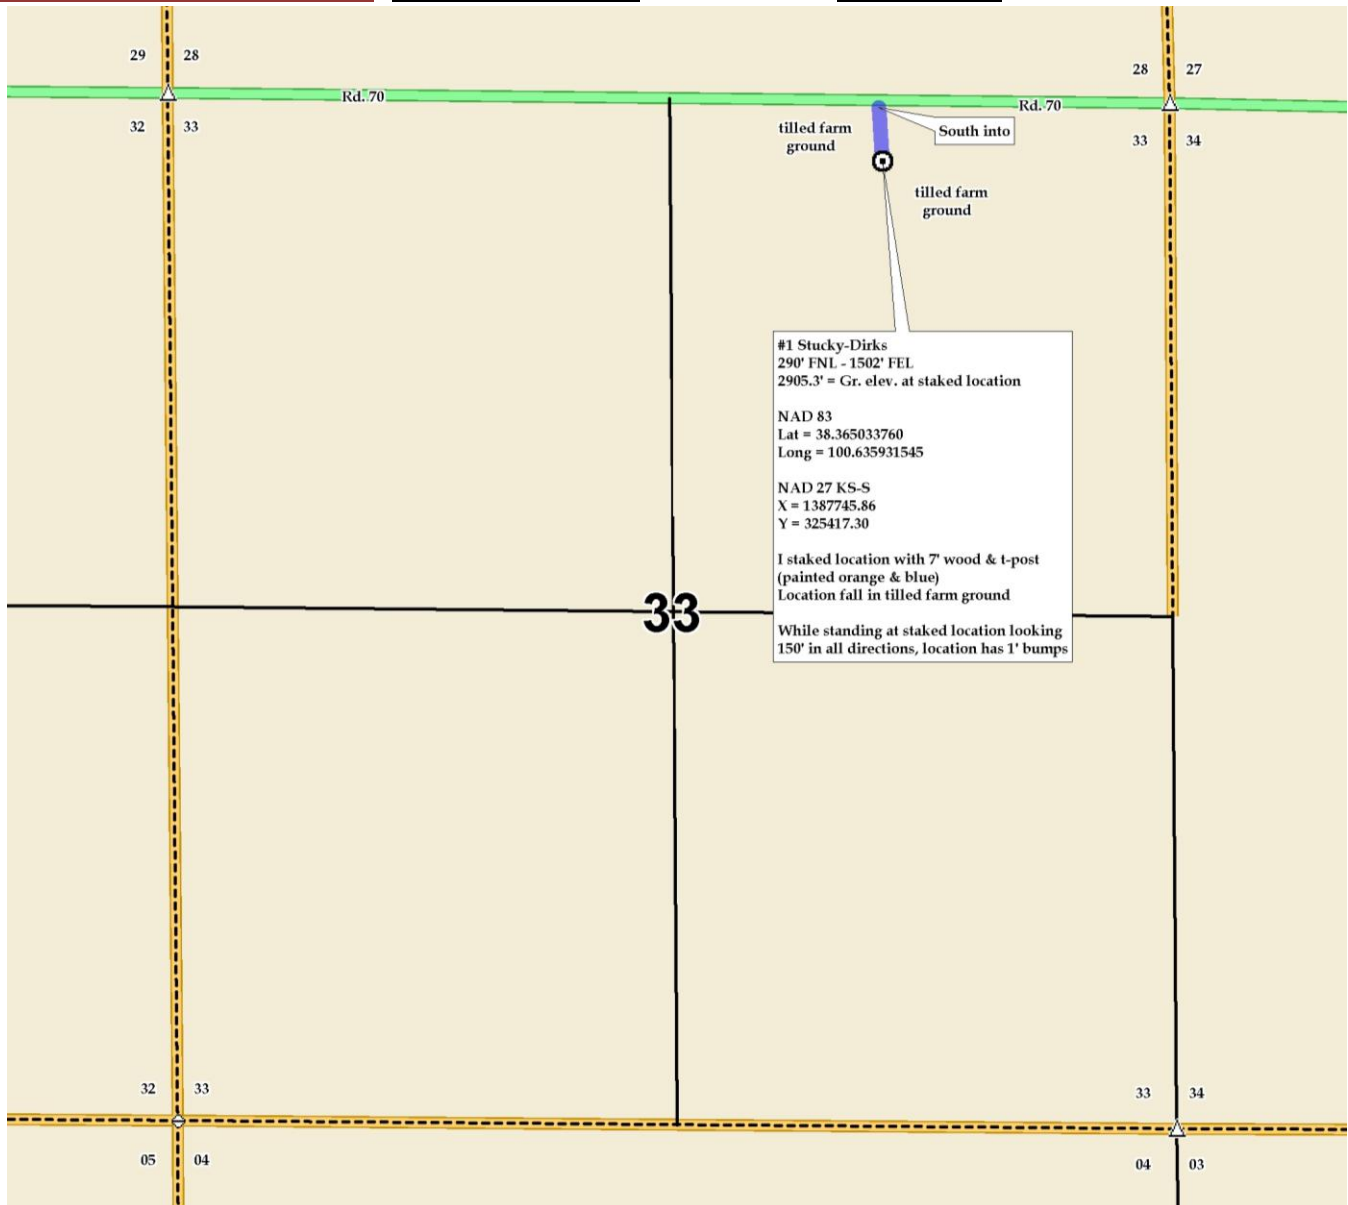 29 28
28 27
Rd. 70
Rd. 70
32 33
tilled farm
ground
South into
33 34
tilled farm
ground
#1 Stucky-Dirks
290' FNL - 1502' FEL
2905.3' = Gr. elev. at staked location
NAD 83
Lat = 38.365033760
Long = 100.635931545
NAD 27 KS-S
X = 1387745.86
Y = 325417.30
I staked location with 7' wood & t-post
(painted orange & blue)
Location fall in tilled farm ground
While standing at staked location looking
150' in all directions, location has 1' bumps
33
32 33
33 34
05 04
04 03